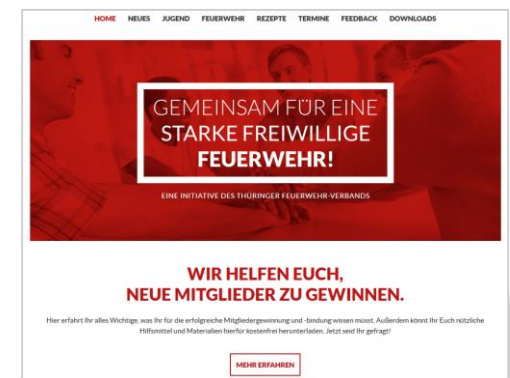 HOME NEUES JUGEND FEUERWEHR REZEPTE TERMINE FEEDBACK DOWNLOADS
GEMEINSAM FÜR EINE
STARKE FREIWILLIGE
FEUERWEHR!
EINE INITIATIVE DES THÜRINGER FEUERWEHR-VERBANDS
WIR HELFEN EUCH,
NEUE MITGLIEDER ZU GEWINNEN.
Hier erfahrt Ihr alles Wichtige, was Ihr für die erfolgreiche Mitgliedergewinnung und -bindung wissen müsst. Außerdem könnt Ihr Euch nützliche
Hilfsmittel und Materialien hierfür kostenfrei herunterladen. Jetzt seid Ihr gefragt!
MEHR ERFAHREN